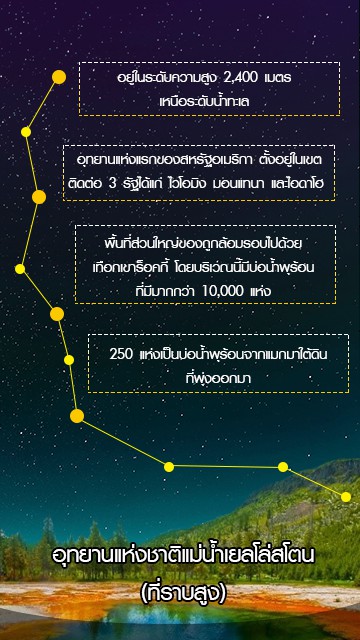 อยู่ในระดับความสูง 2,400 เมตร
เหนือระดับน้ำทะเล
อุทยานแห่งแรกของสหรัฐอเมริกา ตั้งอยู่ในเขต
ติดต่อ 3 รัฐได้แก่ ไวโอมิง มอนแทนา และไอดาโฮ
พื้นที่ส่วนใหญ่ของถูกล้อมรอบไปด้วย
เทือกเขาร็อคกี้ โดยบริเว่ณนี้มีบ่อน้ำพุร้อน
ที่มีมากกว่า 10,000 แห่ง
250 แห่งเป็นบ่อน้ำพุร้อนจากแมกมาใต้ดิน
ที่พุ่งออกมา
อุทยานแห่งชาติแม่น้ำเยลโล่สโตน
(ที่ราบสูง)